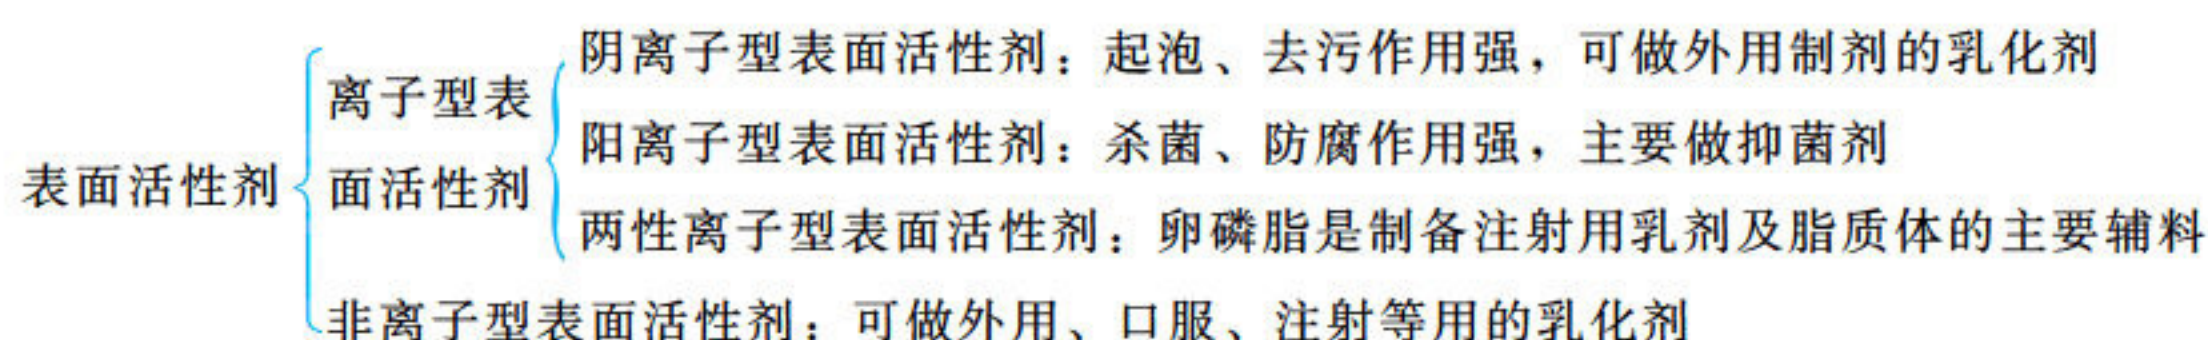 表面活性剂
离子型表
面活性剂
阴离子型表面活性剂：起泡、去污作用强，可做外用制剂的乳化剂
阳离子型表面活性剂：杀菌、防腐作用强，主要做抑菌剂
两性离子型表面活性剂：卵磷脂是制备注射用乳剂及脂质体的主要辅料
非离子型表面活性剂：可做外用、口服、注射等用的乳化剂